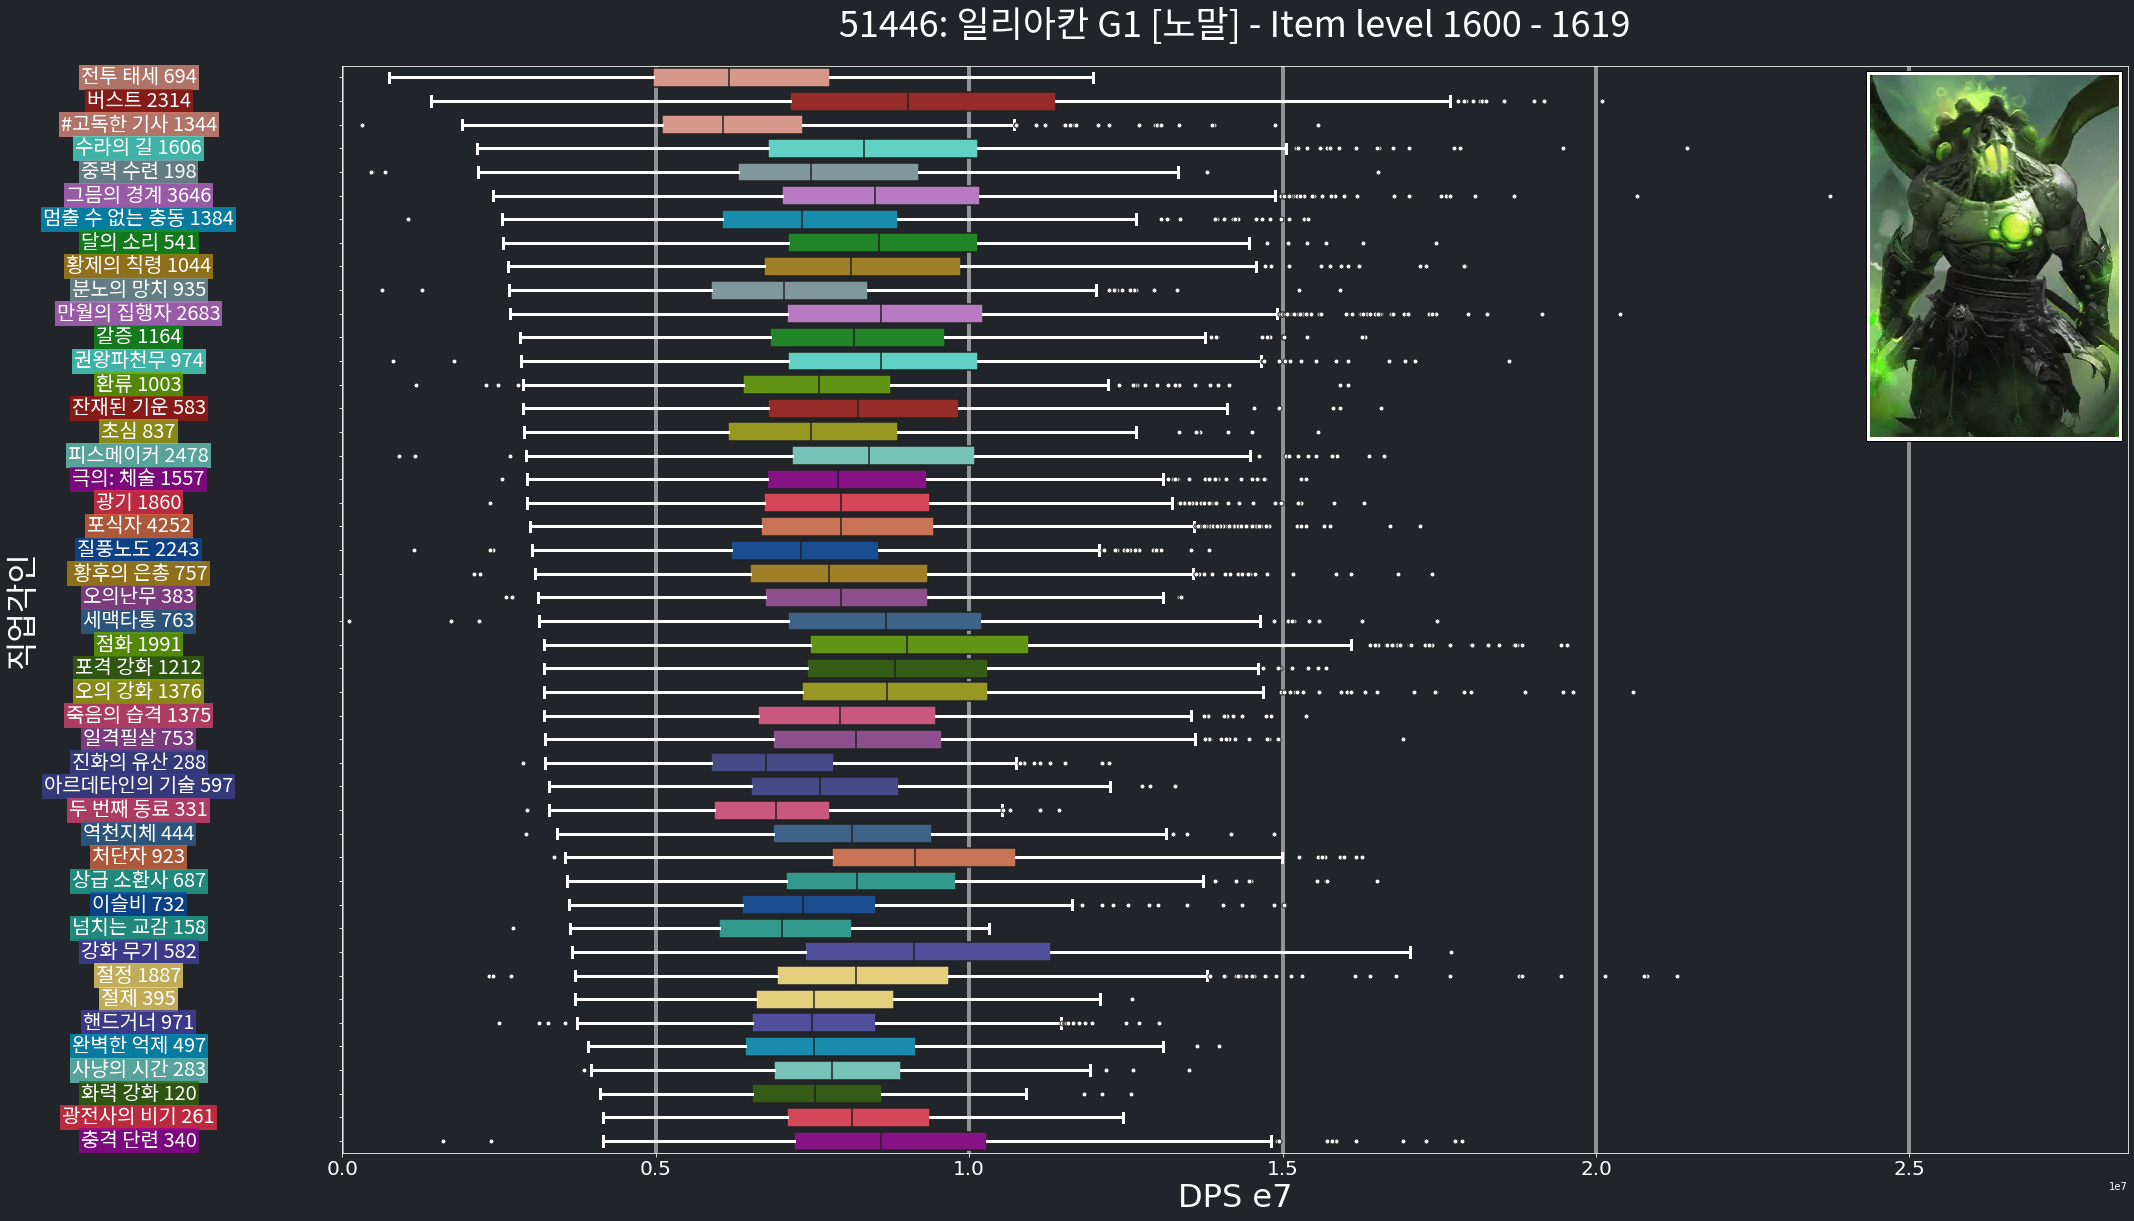 51446: 일리아칸 G1 [노말] - Item level 1600 - 1619
직업각인
전투 태세 694
버스트 2314
#고독한 기사 1344
수라의 길 1606
중력 수련 198
그믐의 경계 3646
멈출 수 없는 충동 1384
달의 소리 541
황제의 칙령 1044
분노의 망치 935
만월의 집행자 2683
갈증 1164
권왕파천무 974
환류 1003
잔재된 기운 583
초심 837
피스메이커 2478
극의: 체술 1557
광기 1860
포식자 4252
질풍노도 2243
황후의 은총 757
오의난무 383
세맥타통 763
점화 1991
포격 강화 1212
오의 강화 1376
죽음의 습격 1375
일격필살 753
진화의 유산 288
아르데타인의 기술 597
두 번째 동료 331
역천지체 444
처단자 923
상급 소환사 687
이슬비 732
넘치는 교감 158
강화 무기 582
절정 1887
절제 395
핸드거너 971
완벽한 억제 497
사냥의 시간 283
화력 강화 120
광전사의 비기 261
충격 단련 340
0.0 0.5 1.0 1.5 2.0 2.5
DPS e7
1e7